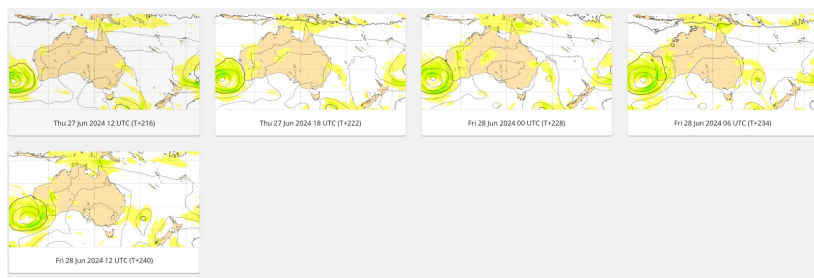 Thu 27 Jun 2024 12 UTC (T+216)
Thu 27 Jun 2024 18 UTC (T+222)
Fri 28 Jun 2024 00 UTC (T+228)
Fri 28 Jun 2024 06 UTC (T+234)
Fri 28 Jun 2024 12 UTC (T+240)